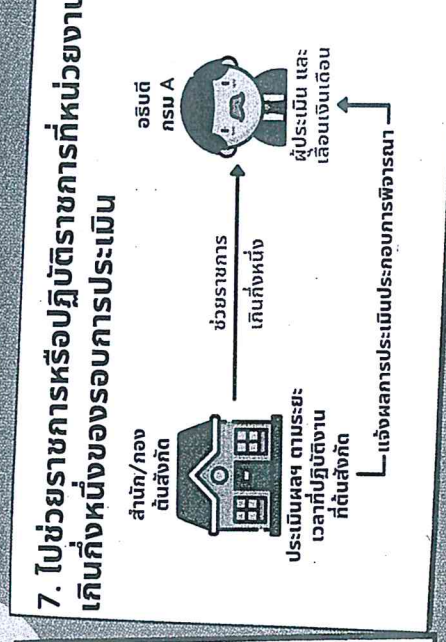 7. ไปช่วยราชการหรือปฏิบัติราชการที่หน่วยงาน
เกินกึ่งหนึ่งของรอบการประเมิน
สำนัก/กอง
ต้นสังกัด
ช่วยราชการ
เกินกึ่งหนึ่ง
อธิบดี
กรม A
ประเมินผลฯ ตามระยะ
เวลาที่ปฏิบัติงาน
ที่ต้นสังกัด
ผู้ประเมิน และ
เลื่อนเงินเดือน
แจ้งผลการประเมินประกอบการพิจารณา